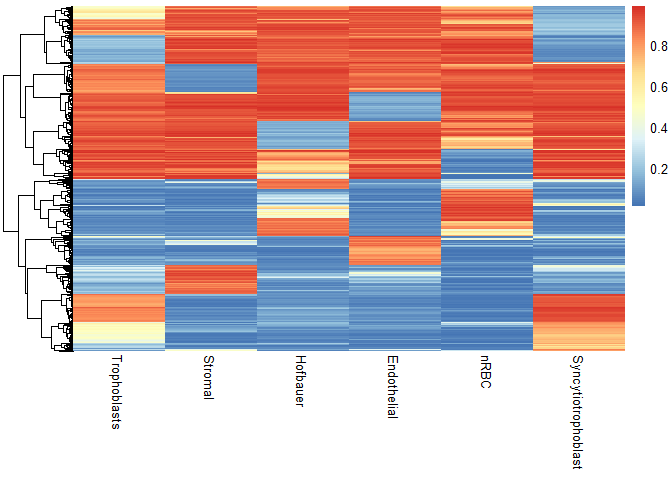 0.8
0.6
0.4
0.2
Trophoblasts
Stromal
Hofbauer
Endothelial
nRBC
Syncytiotrophoblast